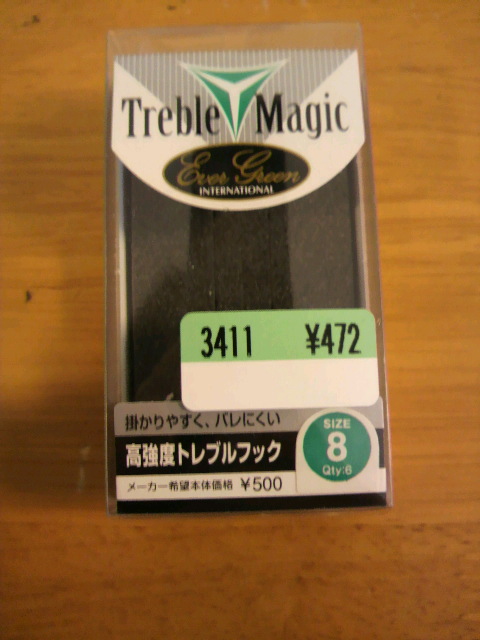 Treble Magic
Ever Green
INTERNATIONAL
3411 ¥472
掛かりやすく、バレにくい
高強度トレブルフック
メーカー希望本体価格 ¥500
SIZE
8
Qty:6